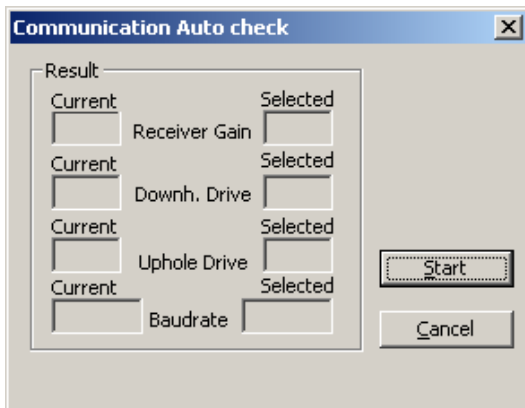 Communication Auto check
Result
Current Selected
Receiver Gain
Current Selected
Downh. Drive
Current Selected
Uphole Drive
Current Selected
Baudrate
Start
Cancel